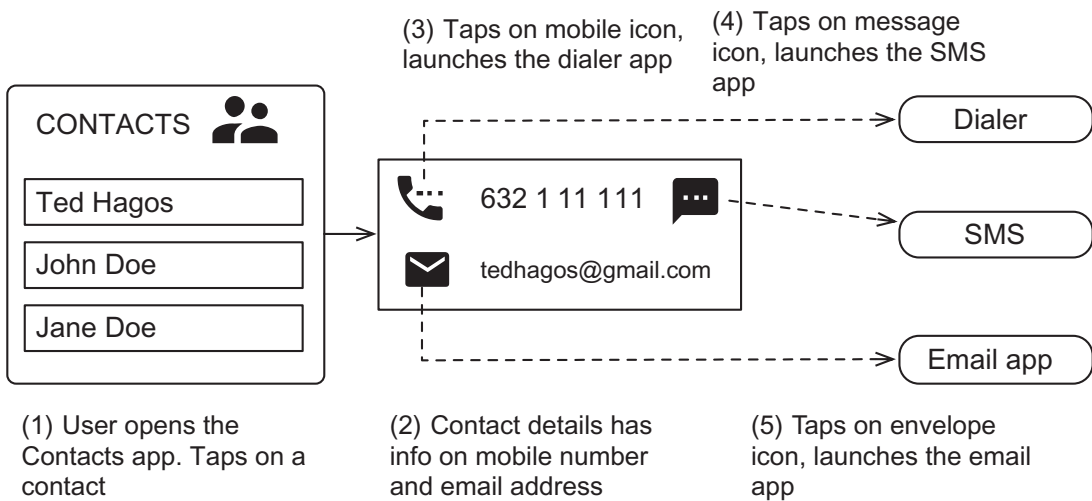 (3) Taps on mobile icon,
launches the dialer app
(4) Taps on message
icon, launches the SMS
app
CONTACTS
Ted Hagos
John Doe
Jane Doe
632 1 11 111
tedhagos@gmail.com
Dialer
SMS
Email app
(1) User opens the
Contacts app. Taps on a
contact
(2) Contact details has
info on mobile number
and email address
(5) Taps on envelope
icon, launches the email
app